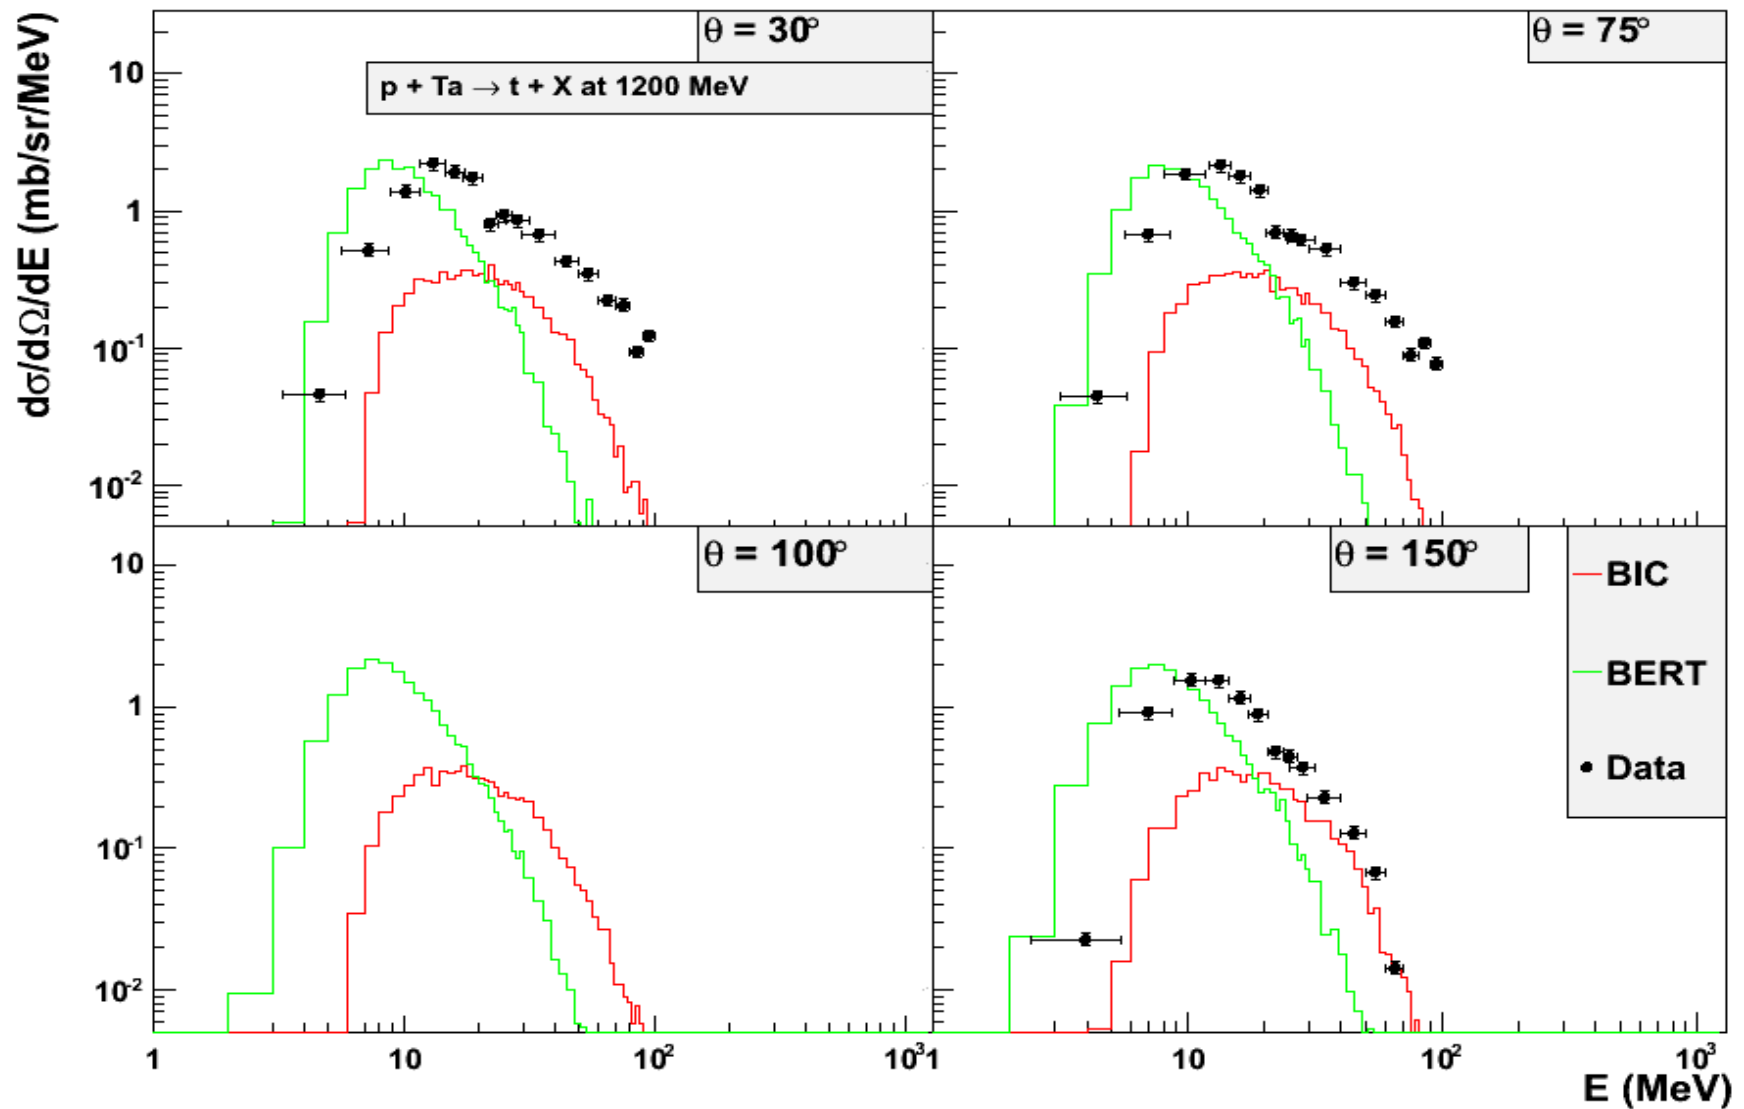 dσ/dΩ/dE (mb/sr/MeV)
θ = 30°
θ = 75°
p + Ta → t + X at 1200 MeV
10
1
10⁻¹
10⁻²
θ = 100°
θ = 150°
BIC
BERT
Data
10
1
10⁻¹
10⁻²
1
10
10²
10³
1
10
10²
10³
E (MeV)